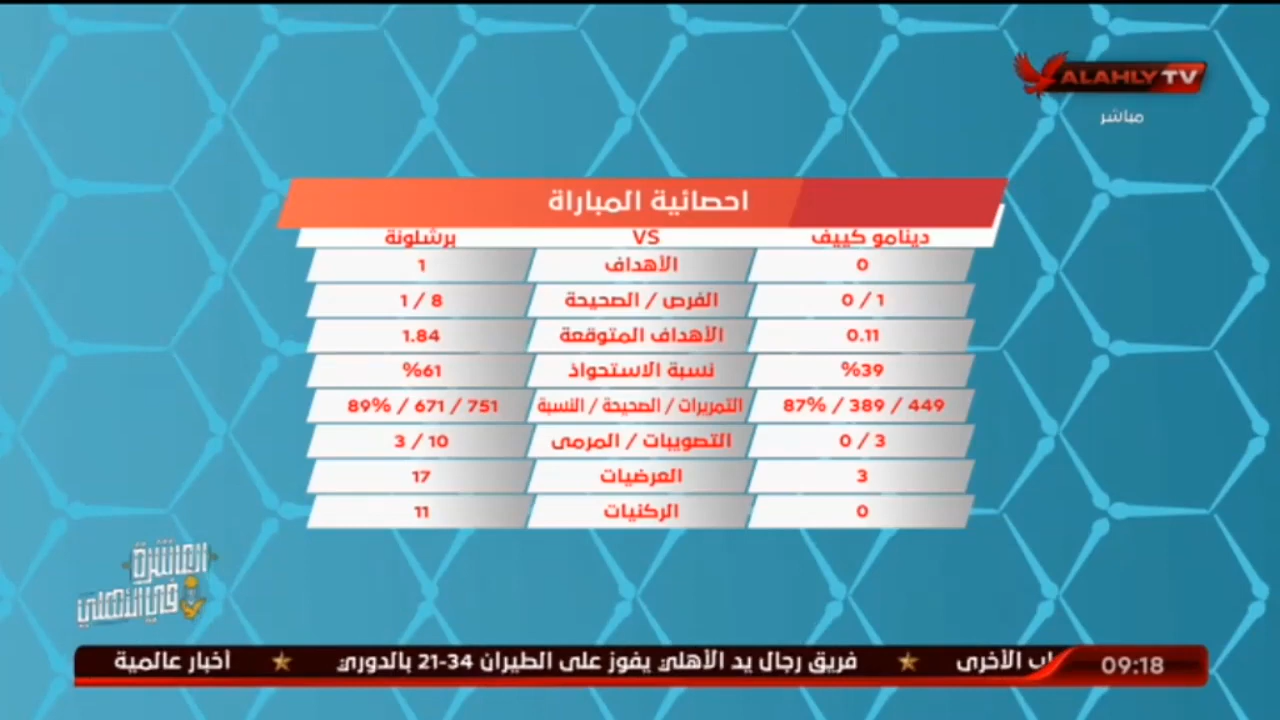 ALAHLY TV
مباشر
احصائية المباراة
دينامو كييف VS برشلونة
0 الأهداف 1
0 / 1 الفرص / الصحيحة 1 / 8
0.11 الأهداف المتوقعة 1.84
%39 نسبة الاستحواذ %61
87% / 389 / 449 التمريرات / الصحيحة / النسبة 89% / 671 / 751
0 / 3 التصويبات / المرمى 3 / 10
3 العرضيات 17
0 الركنيات 11
العاشرة
في الأهلي
09:18 الأخرى ★ فريق رجال يد الأهلي يفوز على الطيران 34-21 بالدوري ★ أخبار عالمية